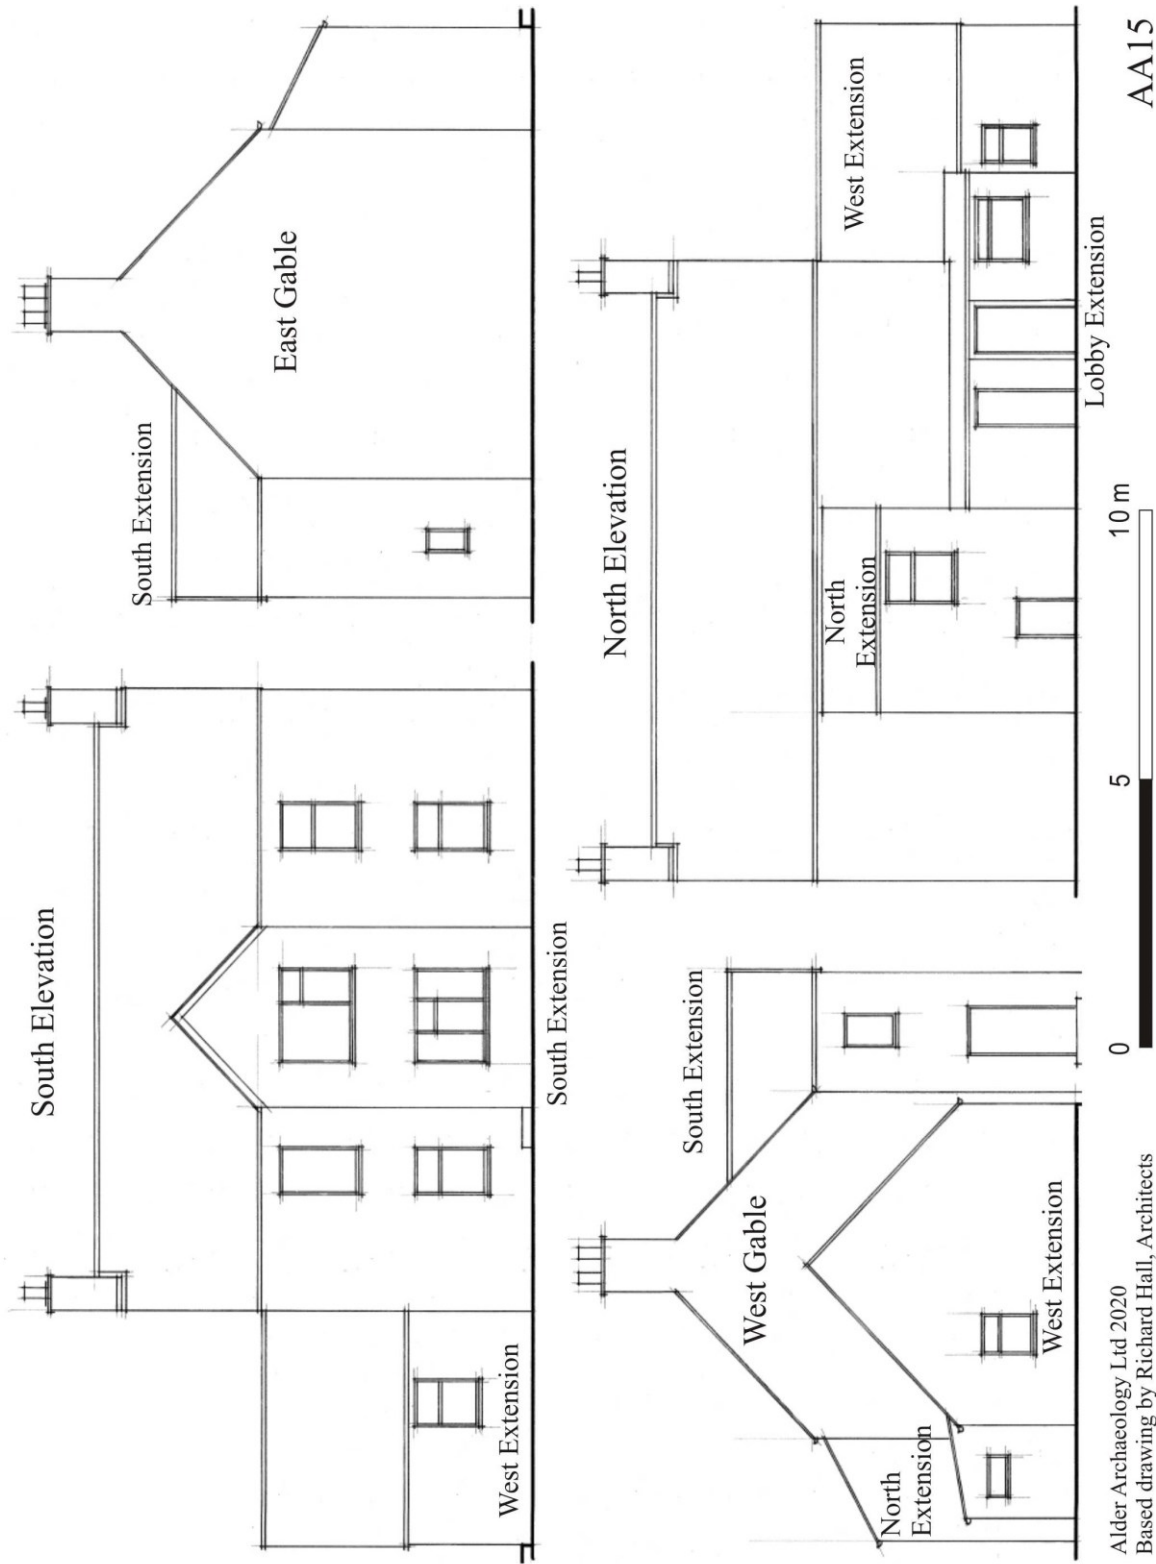 South Elevation
West Extension
South Extension
South Extension
East Gable
West Gable
South Extension
North
Extension
West Extension
North Elevation
North
Extension
West Extension
Lobby Extension
Alder Archaeology Ltd 2020
Based drawing by Richard Hall, Architects
0
5
10 m
AA15